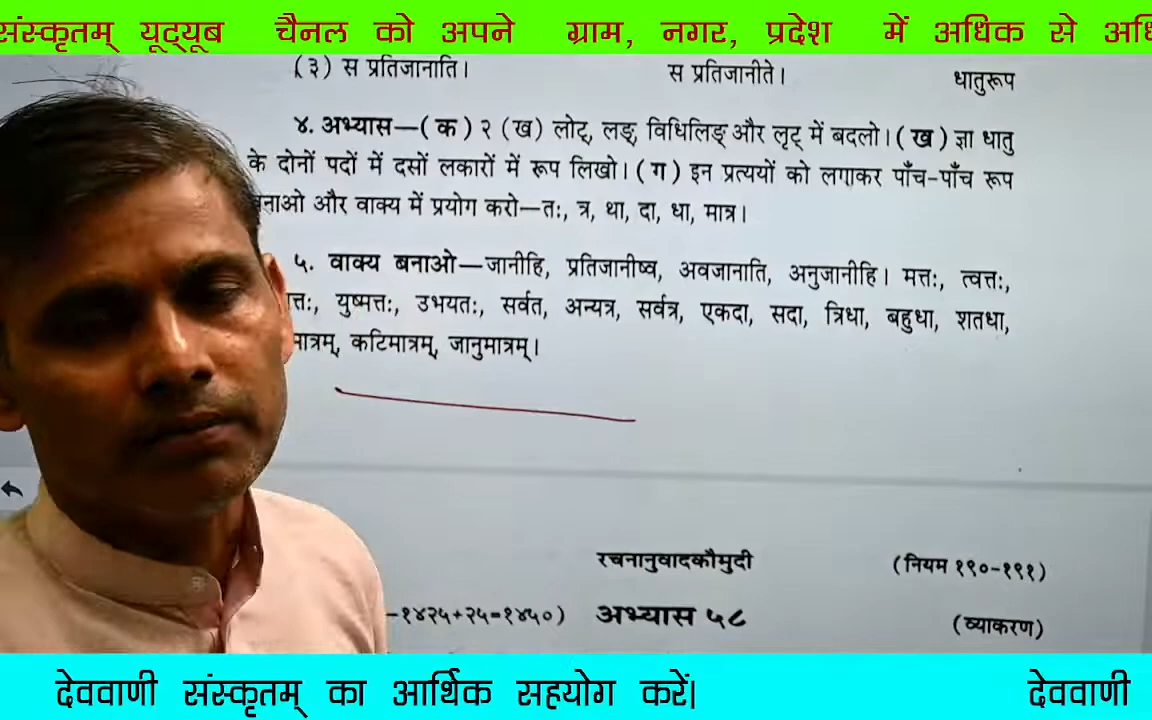 संस्कृतम् यूट्यूब चैनल को अपने ग्राम, नगर, प्रदेश में अधिक से
(३) स प्रतिजानाति। स प्रतिजानीते। धातुरूप
४. अभ्यास—(क) २ (ख) लोट्, लङ्, विधिलिङ् और लृट् में बदलो। (ख) ज्ञा धातु
के दोनों पदों में दसों लकारों में रूप लिखो। (ग) इन प्रत्ययों को लगाकर पाँच-पाँच रूप
नाओ और वाक्य में प्रयोग करो—तः, त्र, था, दा, धा, मात्र।
५. वाक्य बनाओ—जानीहि, प्रतिजानीष्व, अवजानाति, अनुजानीहि। मत्तः, त्वत्तः,
त्तः, युष्मत्तः, उभयतः, सर्वत, अन्यत्र, सर्वत्र, एकदा, सदा, त्रिधा, बहुधा, शतधा,
मात्रम्, कटिमात्रम्, जानुमात्रम्।
रचनानुवादकौमुदी (नियम १९०-१९१)
-१४२५+२५=१४५०) अभ्यास ५८ (व्याकरण)
देववाणी संस्कृतम् का आर्थिक सहयोग करें। देववाणी